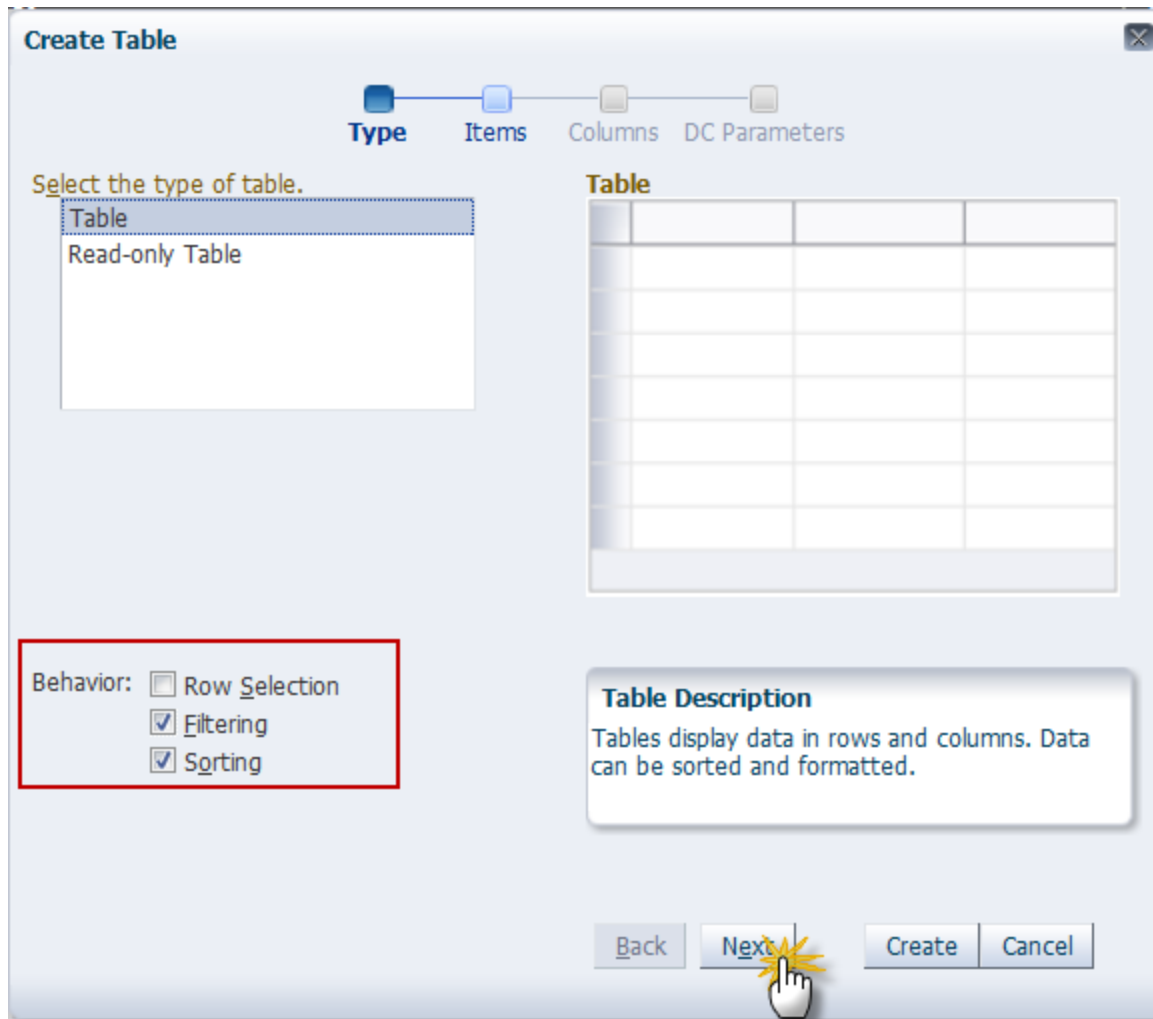 Create Table
Type Items Columns DC Parameters
Select the type of table.
Table
Read-only Table
Table
Behavior: Row Selection
Filtering
Sorting
Table Description
Tables display data in rows and columns. Data
can be sorted and formatted.
Back Next Create Cancel